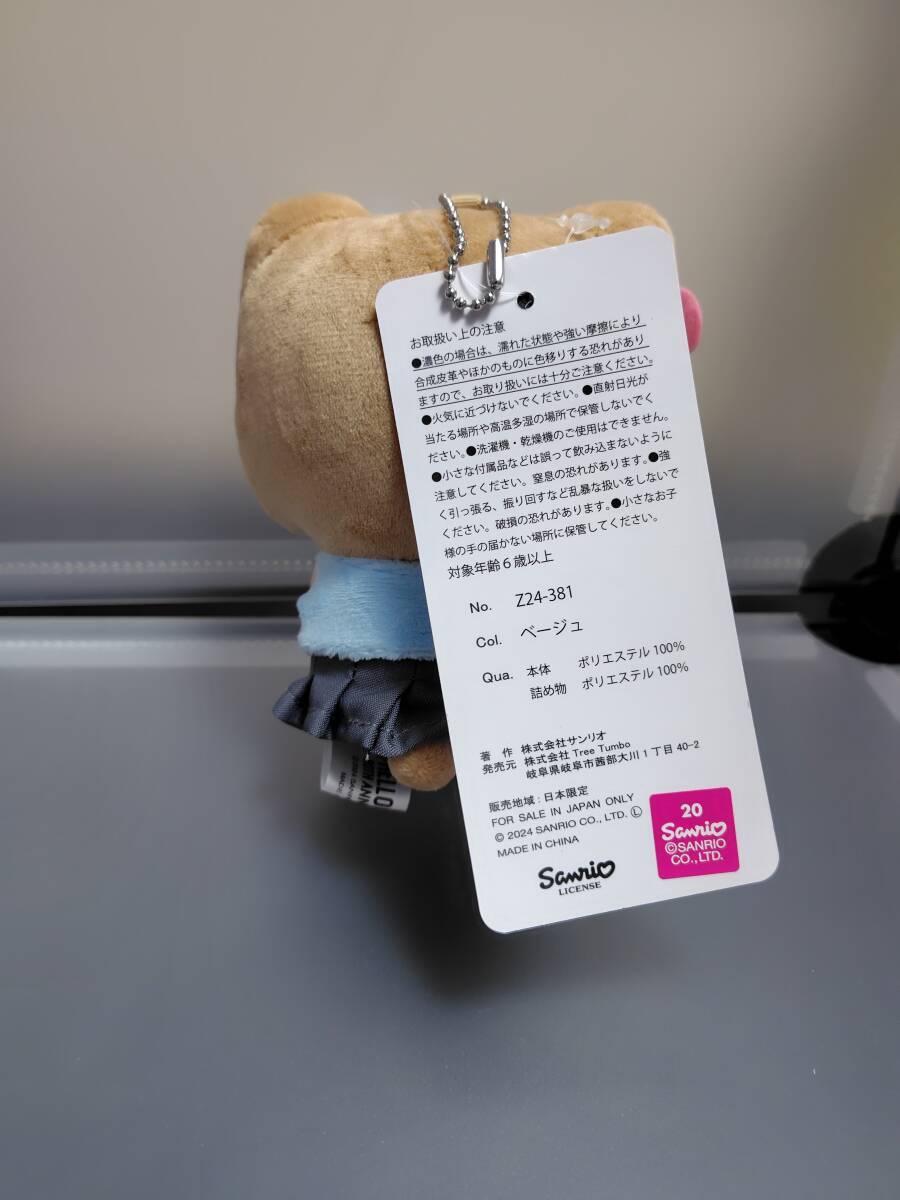 お取扱い上の注意
●濃色の場合は、濡れた状態や強い摩擦により
合成皮革やほかのものに色移りする恐れがあり
ますので、お取り扱いには十分ご注意ください。
●火気に近づけないでください。●直射日光が
当たる場所や高温多湿の場所で保管しないでく
ださい。●洗濯機・乾燥機のご使用はできません。
●小さな付属品などは誤って飲み込まないように
注意してください。窒息の恐れがあります。●強
く引っ張る、振り回すなど乱暴な扱いをしないで
ください。破損の恐れがあります。●小さなお子
様の手の届かない場所に保管してください。
対象年齢6歳以上
No. Z24-381
Col. ベージュ
Qua. 本体 ポリエステル100%
詰め物 ポリエステル100%
著作 株式会社サンリオ
発売元 株式会社 Tree Tumbo
岐阜県岐阜市茜部大川1丁目40-2
販売地域:日本限定
FOR SALE IN JAPAN ONLY
© 2024 SANRIO CO., LTD. Ⓛ
MADE IN CHINA
Sanrio
LICENSE
20
Sanrio
©SANRIO
CO.,LTD.